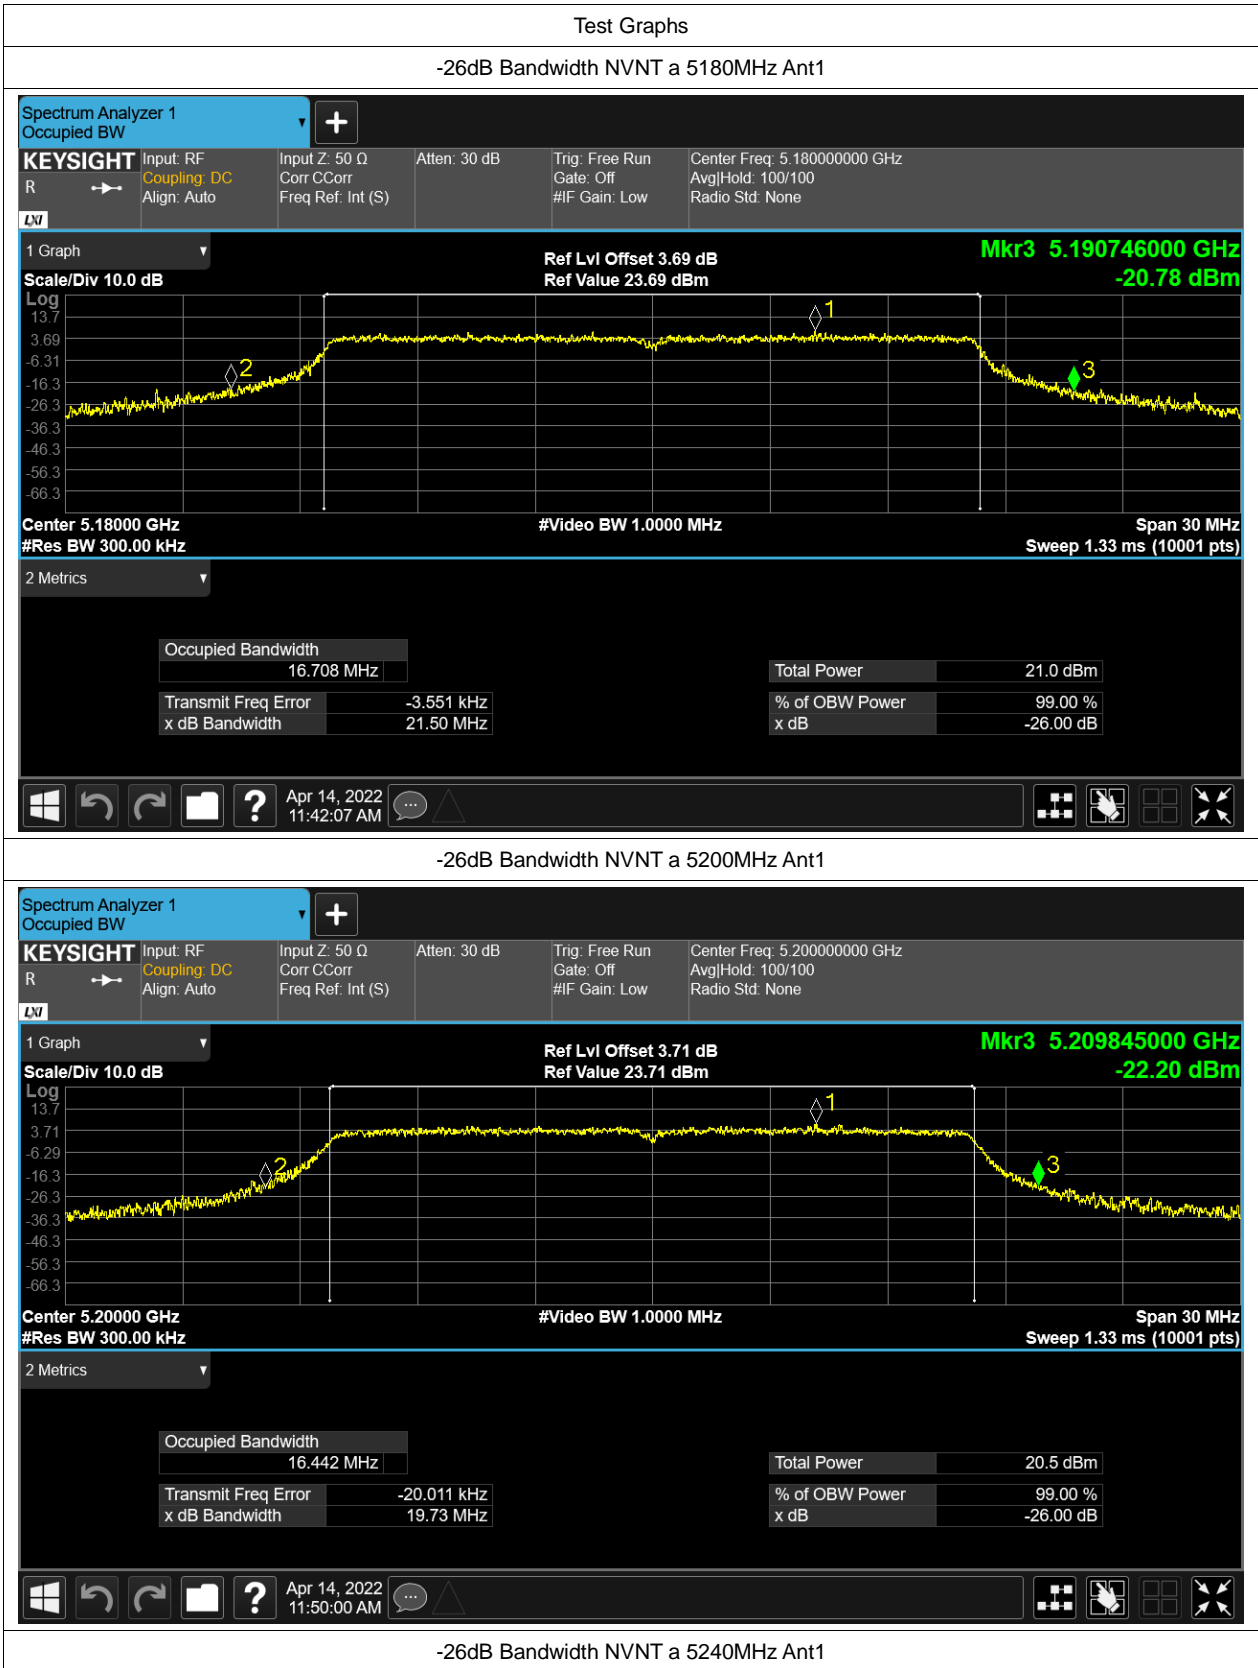 Test Graphs
-26dB Bandwidth NVNT a 5180MHz Ant1
Spectrum Analyzer 1
Occupied BW
KEYSIGHT
R
LXI
Input: RF
Coupling: DC
Align: Auto
Input Z: 50 Ω
Corr CCorr
Freq Ref: Int (S)
Atten: 30 dB
Trig: Free Run
Gate: Off
#IF Gain: Low
Center Freq: 5.180000000 GHz
Avg|Hold: 100/100
Radio Std: None
1 Graph
Scale/Div 10.0 dB
Ref Lvl Offset 3.69 dB
Ref Value 23.69 dBm
Mkr3 5.190746000 GHz
-20.78 dBm
Log
13.7
3.69
-6.31
-16.3
-26.3
-36.3
-46.3
-56.3
-66.3
1
2
3
Center 5.18000 GHz
#Res BW 300.00 kHz
#Video BW 1.0000 MHz
Span 30 MHz
Sweep 1.33 ms (10001 pts)
2 Metrics
Occupied Bandwidth
16.708 MHz
Transmit Freq Error -3.551 kHz
x dB Bandwidth 21.50 MHz
Total Power 21.0 dBm
% of OBW Power 99.00 %
x dB -26.00 dB
Apr 14, 2022
11:42:07 AM
-26dB Bandwidth NVNT a 5200MHz Ant1
Spectrum Analyzer 1
Occupied BW
KEYSIGHT
R
LXI
Input: RF
Coupling: DC
Align: Auto
Input Z: 50 Ω
Corr CCorr
Freq Ref: Int (S)
Atten: 30 dB
Trig: Free Run
Gate: Off
#IF Gain: Low
Center Freq: 5.200000000 GHz
Avg|Hold: 100/100
Radio Std: None
1 Graph
Scale/Div 10.0 dB
Ref Lvl Offset 3.71 dB
Ref Value 23.71 dBm
Mkr3 5.209845000 GHz
-22.20 dBm
Log
13.7
3.71
-6.29
-16.3
-26.3
-36.3
-46.3
-56.3
-66.3
1
2
3
Center 5.20000 GHz
#Res BW 300.00 kHz
#Video BW 1.0000 MHz
Span 30 MHz
Sweep 1.33 ms (10001 pts)
2 Metrics
Occupied Bandwidth
16.442 MHz
Transmit Freq Error -20.011 kHz
x dB Bandwidth 19.73 MHz
Total Power 20.5 dBm
% of OBW Power 99.00 %
x dB -26.00 dB
Apr 14, 2022
11:50:00 AM
-26dB Bandwidth NVNT a 5240MHz Ant1